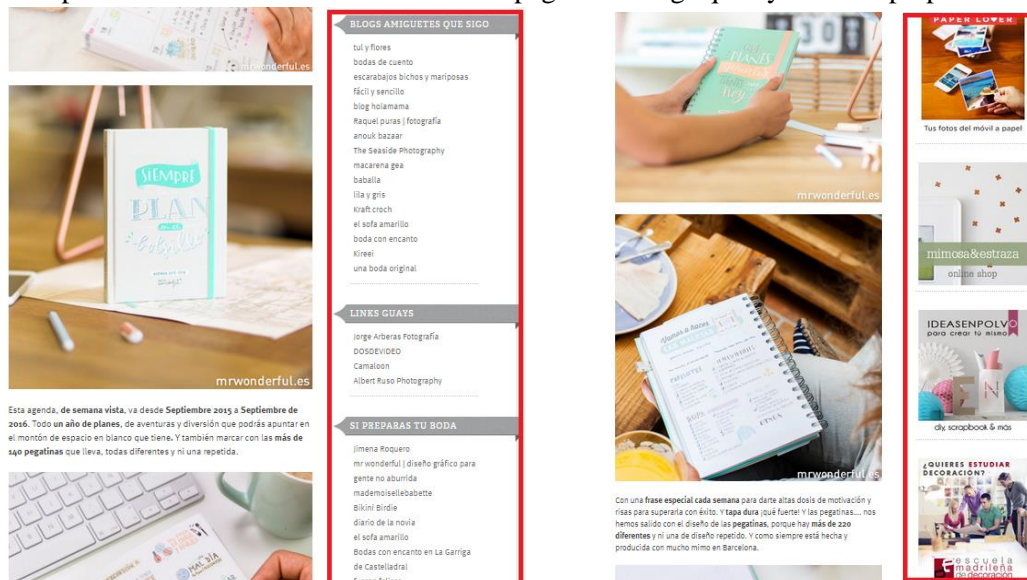 mrwonderful.es
SIEMPRE
PLAN
en el
bolsillo
mrwonderful.es
Esta agenda, de semana vista, va desde Septiembre 2015 a Septiembre de
2016. Todo un año de planes, de aventuras y diversión que podrás apuntar en
el montón de espacio en blanco que tiene. Y también marcar con las más de
140 pegatinas que lleva, todas diferentes y ni una repetida.
BLOGS AMIGUETES QUE SIGO
tul y flores
bodas de cuento
escarabajos bichos y mariposas
fácil y sencillo
blog holamama
Raquel puras | fotografía
anouk bazaar
The Seaside Photography
macarena gea
baballa
lila y gris
Kraft croch
el sofa amarillo
boda con encanto
Kireei
una boda original
LINKS GUAYS
Jorge Arberas Fotografía
DOSDEVIDEO
Camaloon
Albert Ruso Photography
SI PREPARAS TU BODA
Jimena Roquero
mr wonderful | diseño gráfico para
gente no aburrida
mademoisellebabette
Bikini Birdie
diario de la novia
el sofa amarillo
Bodas con encanto en La Garriga
de Castelladral
PLANES
hoy
mrwonderful.es
Vamos a hacer
mrwonderful.es
Con una frase especial cada semana para darte altas dosis de motivación y
risas para superarla con éxito. Y tapa dura ¡qué fuerte! Y las pegatinas.... nos
hemos salido con el diseño de las pegatinas, porque hay más de 220
diferentes y ni una de diseño repetido. Y como siempre está hecha y
producida con mucho mimo en Barcelona.
PAPER LOVER
Tus fotos del móvil a papel
mimosa&estraza
online shop
IDEASENPOLVO
para crear tú mismo
EN
diy, scrapbook & más
¿QUIERES ESTUDIAR
DECORACIÓN?
escuela
madrileña
de decoración